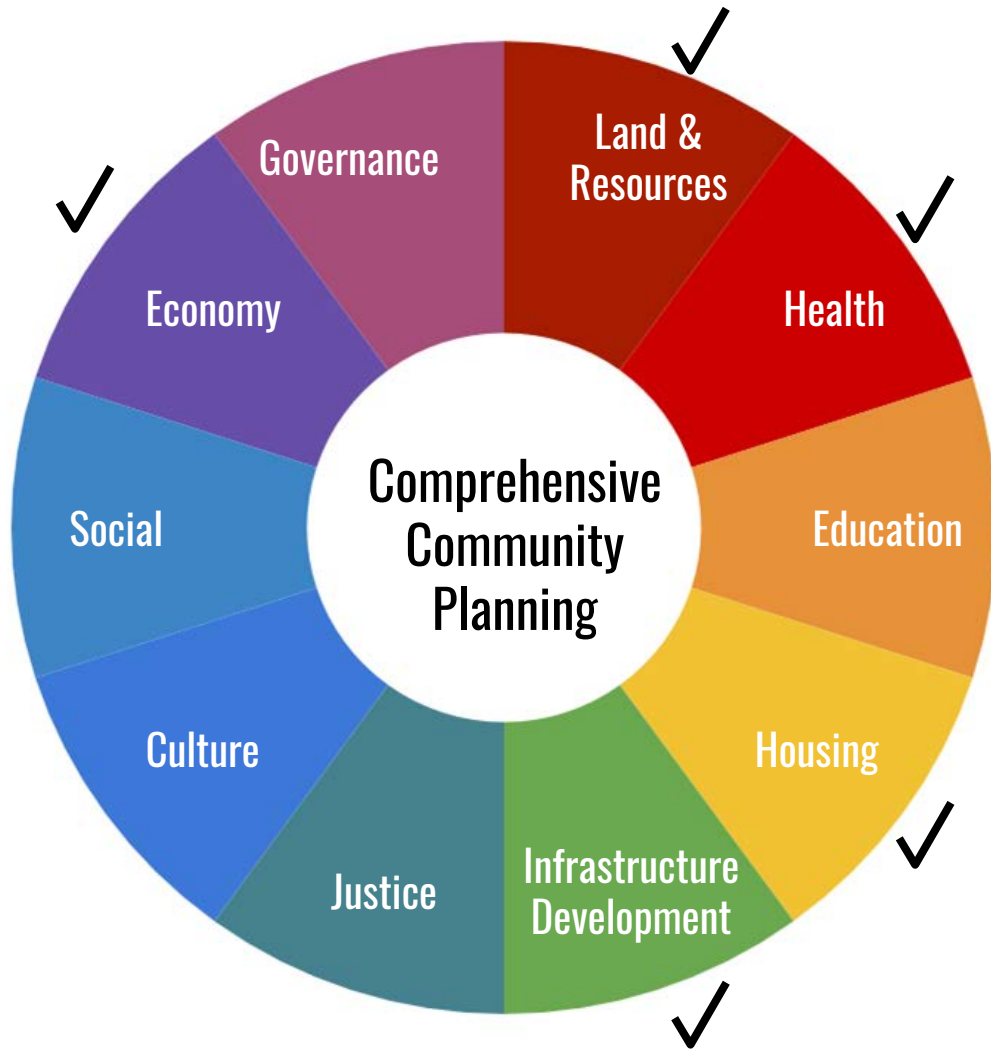 Governance
Land &
Resources
Economy
Health
Comprehensive
Community
Planning
Social
Education
Culture
Housing
Justice
Infrastructure
Development